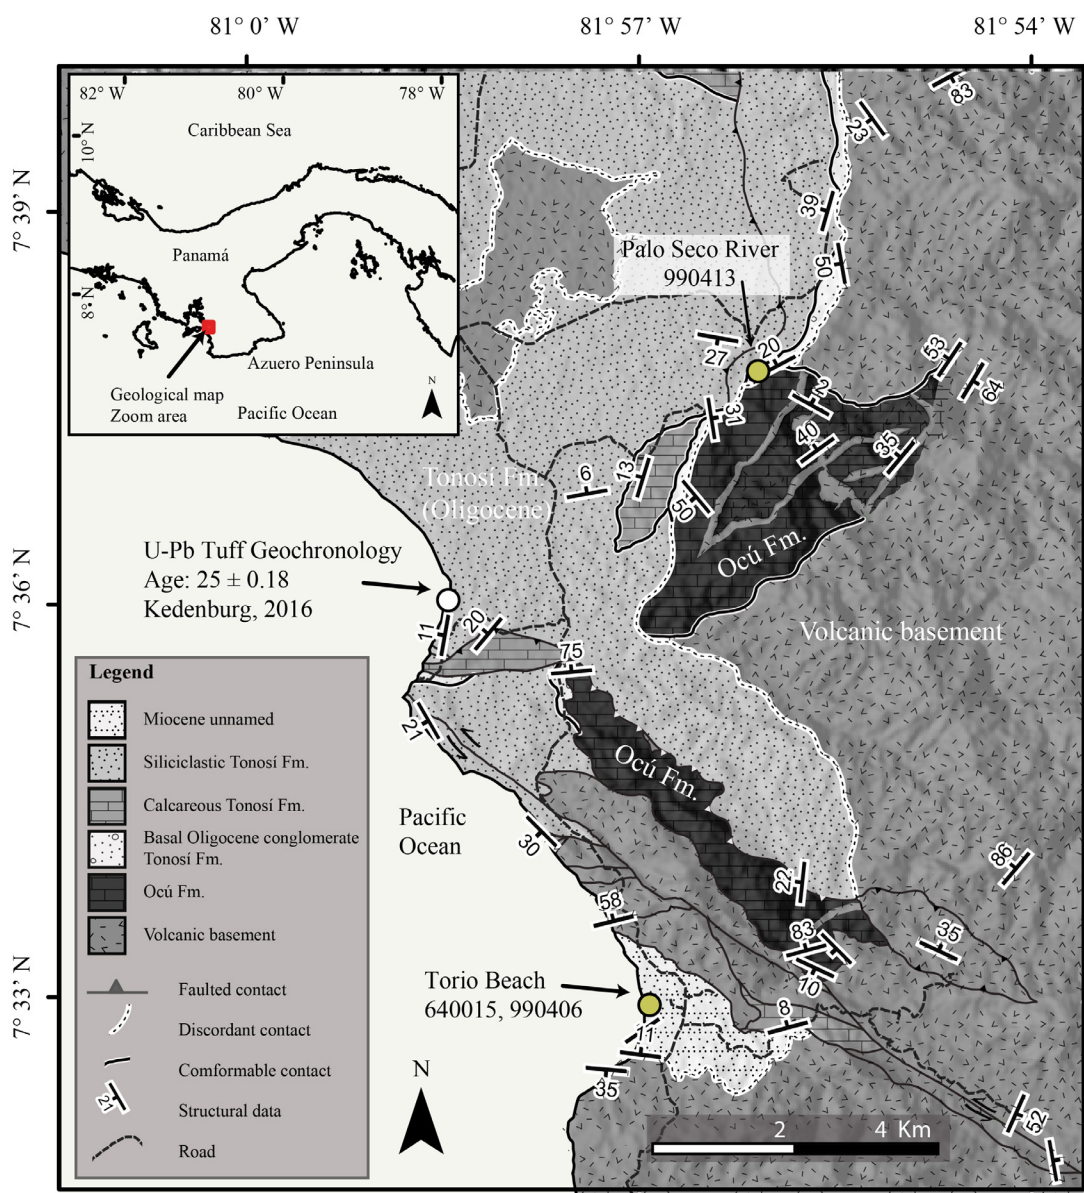 81° 0' W
81° 57' W
81° 54' W
7° 39' N
7° 36' N
7° 33' N
82° W
80° W
78° W
10° N
8° N
Caribbean Sea
Panamá
Azuero Peninsula
Geological map
Zoom area
Pacific Ocean
N
83
23
39
50
Palo Seco River
990413
27
20
53
64
2
31
40
35
6
13
50
Tonosí Fm.
(Oligocene)
Ocú Fm.
U-Pb Tuff Geochronology
Age: 25 ± 0.18
Kedenburg, 2016
Volcanic basement
11
20
75
21
Ocú Fm.
Pacific
Ocean
30
86
22
58
83
35
10
Torio Beach
640015, 990406
8
11
35
52
N
2
4 Km
Legend
Miocene unnamed
Siliciclastic Tonosí Fm.
Calcareous Tonosí Fm.
Basal Oligocene conglomerate
Tonosí Fm.
Ocú Fm.
Volcanic basement
Faulted contact
Discordant contact
Comformable contact
21
Structural data
Road